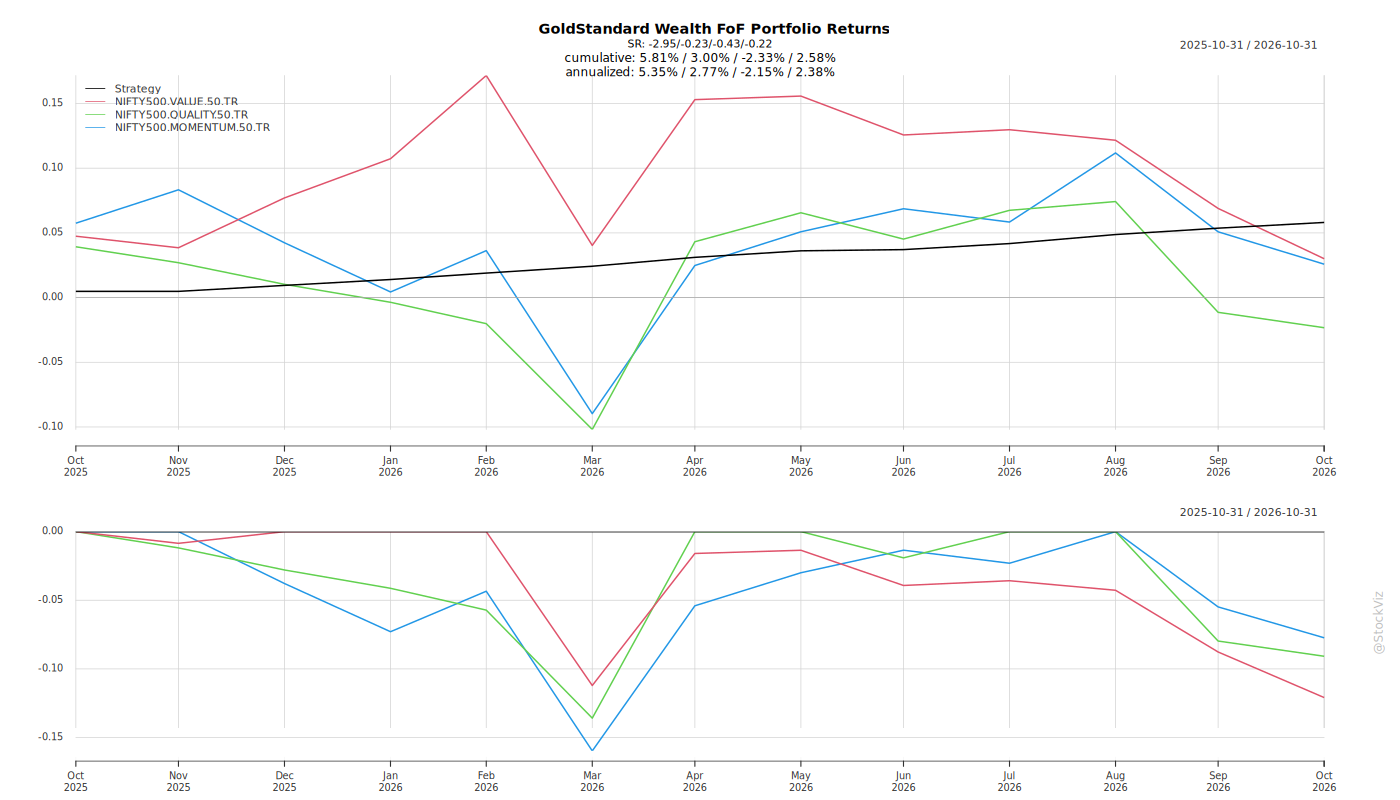 GoldStandard Wealth FoF Portfolio Returns
SR: -2.95/-0.23/-0.43/-0.22
cumulative: 5.81% / 3.00% / -2.33% / 2.58%
annualized: 5.35% / 2.77% / -2.15% / 2.38%
2025-10-31 / 2026-10-31
Strategy
NIFTY500.VALUE.50.TR
NIFTY500.QUALITY.50.TR
NIFTY500.MOMENTUM.50.TR
0.15
0.10
0.05
0.00
-0.05
-0.10
Oct Nov Dec Jan Feb Mar Apr May Jun Jul Aug Sep Oct
2025 2025 2025 2026 2026 2026 2026 2026 2026 2026 2026 2026 2026
2025-10-31 / 2026-10-31
0.00
-0.05
-0.10
-0.15
Oct Nov Dec Jan Feb Mar Apr May Jun Jul Aug Sep Oct
2025 2025 2025 2026 2026 2026 2026 2026 2026 2026 2026 2026 2026
@StockViz